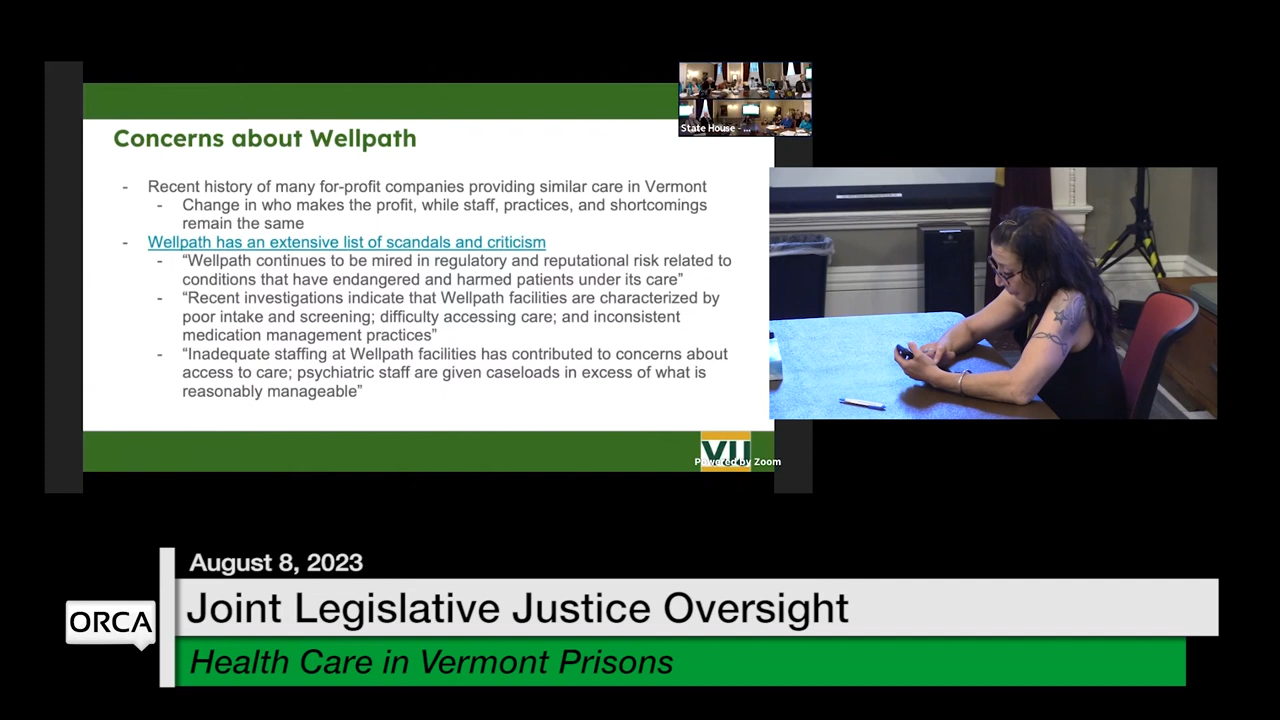 Concerns about Wellpath
State House - ...
- Recent history of many for-profit companies providing similar care in Vermont
- Change in who makes the profit, while staff, practices, and shortcomings
remain the same
- Wellpath has an extensive list of scandals and criticism
- “Wellpath continues to be mired in regulatory and reputational risk related to
conditions that have endangered and harmed patients under its care”
- “Recent investigations indicate that Wellpath facilities are characterized by
poor intake and screening; difficulty accessing care; and inconsistent
medication management practices”
- “Inadequate staffing at Wellpath facilities has contributed to concerns about
access to care; psychiatric staff are given caseloads in excess of what is
reasonably manageable”
Powered by Zoom
August 8, 2023
ORCA
Joint Legislative Justice Oversight
Health Care in Vermont Prisons